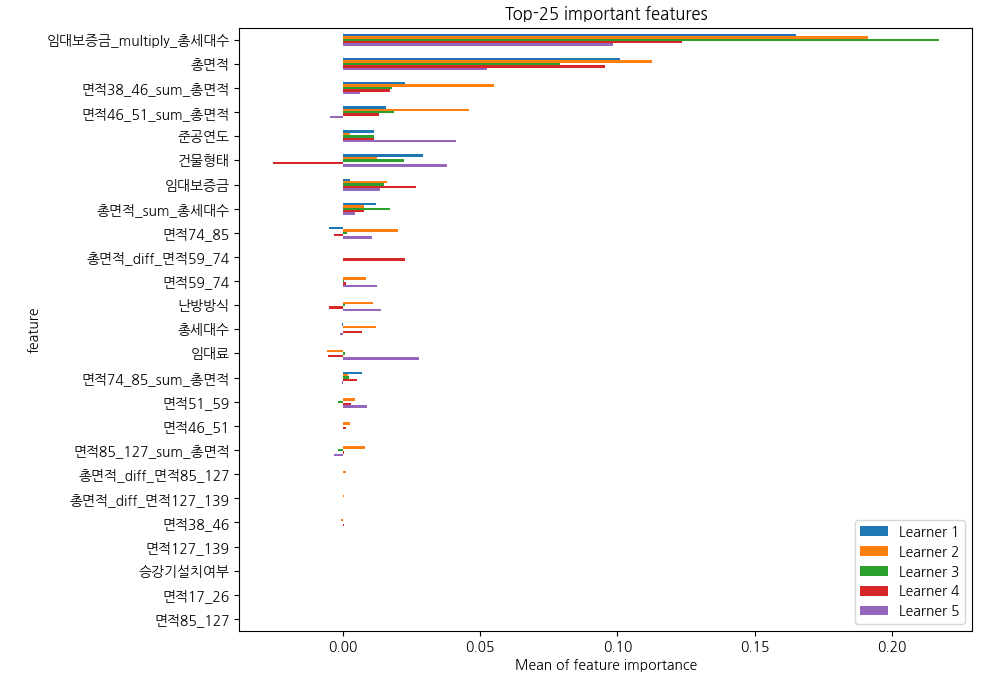 Top-25 important features
임대보증금_multiply_총세대수
총면적
면적38_46_sum_총면적
면적46_51_sum_총면적
준공연도
건물형태
임대보증금
총면적_sum_총세대수
면적74_85
총면적_diff_면적59_74
면적59_74
난방방식
총세대수
임대료
면적74_85_sum_총면적
면적51_59
면적46_51
면적85_127_sum_총면적
총면적_diff_면적85_127
총면적_diff_면적127_139
면적38_46
면적127_139
승강기설치여부
면적17_26
면적85_127
feature
Learner 1
Learner 2
Learner 3
Learner 4
Learner 5
0.00 0.05 0.10 0.15 0.20
Mean of feature importance